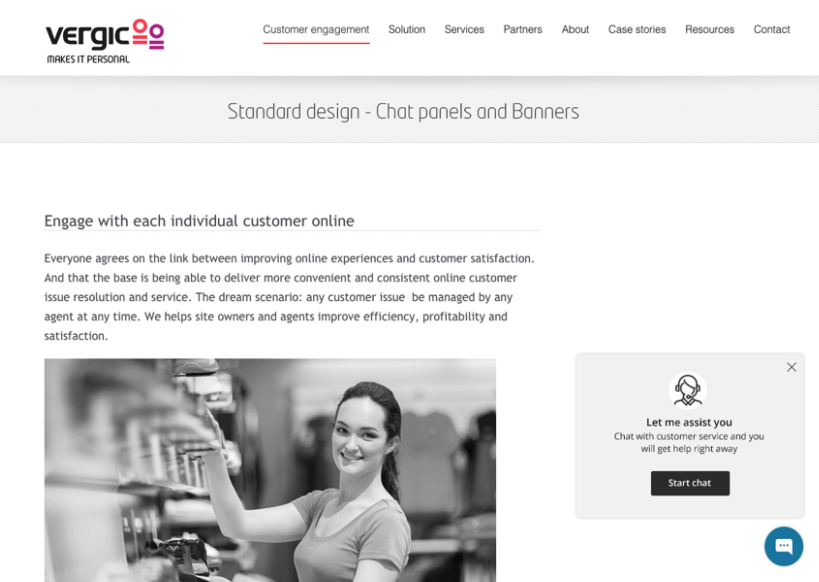 vergic
MAKES IT PERSONAL
Customer engagement Solution Services Partners About Case stories Resources Contact
Standard design - Chat panels and Banners
Engage with each individual customer online
Everyone agrees on the link between improving online experiences and customer satisfaction.
And that the base is being able to deliver more convenient and consistent online customer
issue resolution and service. The dream scenario: any customer issue be managed by any
agent at any time. We helps site owners and agents improve efficiency, profitability and
satisfaction.
Let me assist you
Chat with customer service and you
will get help right away
Start chat